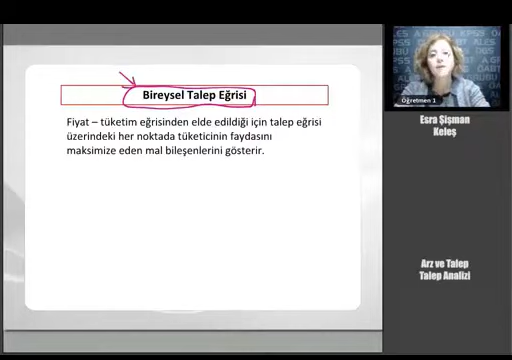 Bireysel Talep Eğrisi
Fiyat – tüketim eğrisinden elde edildiği için talep eğrisi
üzerindeki her noktada tüketicinin faydasını
maksimize eden mal bileşenlerini gösterir.
Öğretmen 1
Esra Şişman
Keleş
Arz ve Talep
Talep Analizi